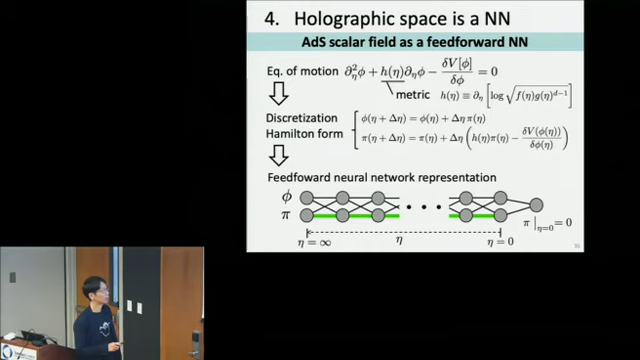 4. Holographic space is a NN
AdS scalar field as a feedforward NN
Eq. of motion ∂²_η φ + h(η)∂_η φ − δV[φ]/δφ = 0
metric h(η) ≡ ∂_η [log √(f(η)g(η)^{d−1})]
Discretization
Hamilton form
φ(η + Δη) = φ(η) + Δη π(η)
π(η + Δη) = π(η) + Δη (h(η)π(η) − δV(φ(η))/δφ(η))
Feedfoward neural network representation
φ
π
π|_{η=0} = 0
η = ∞ η η = 0